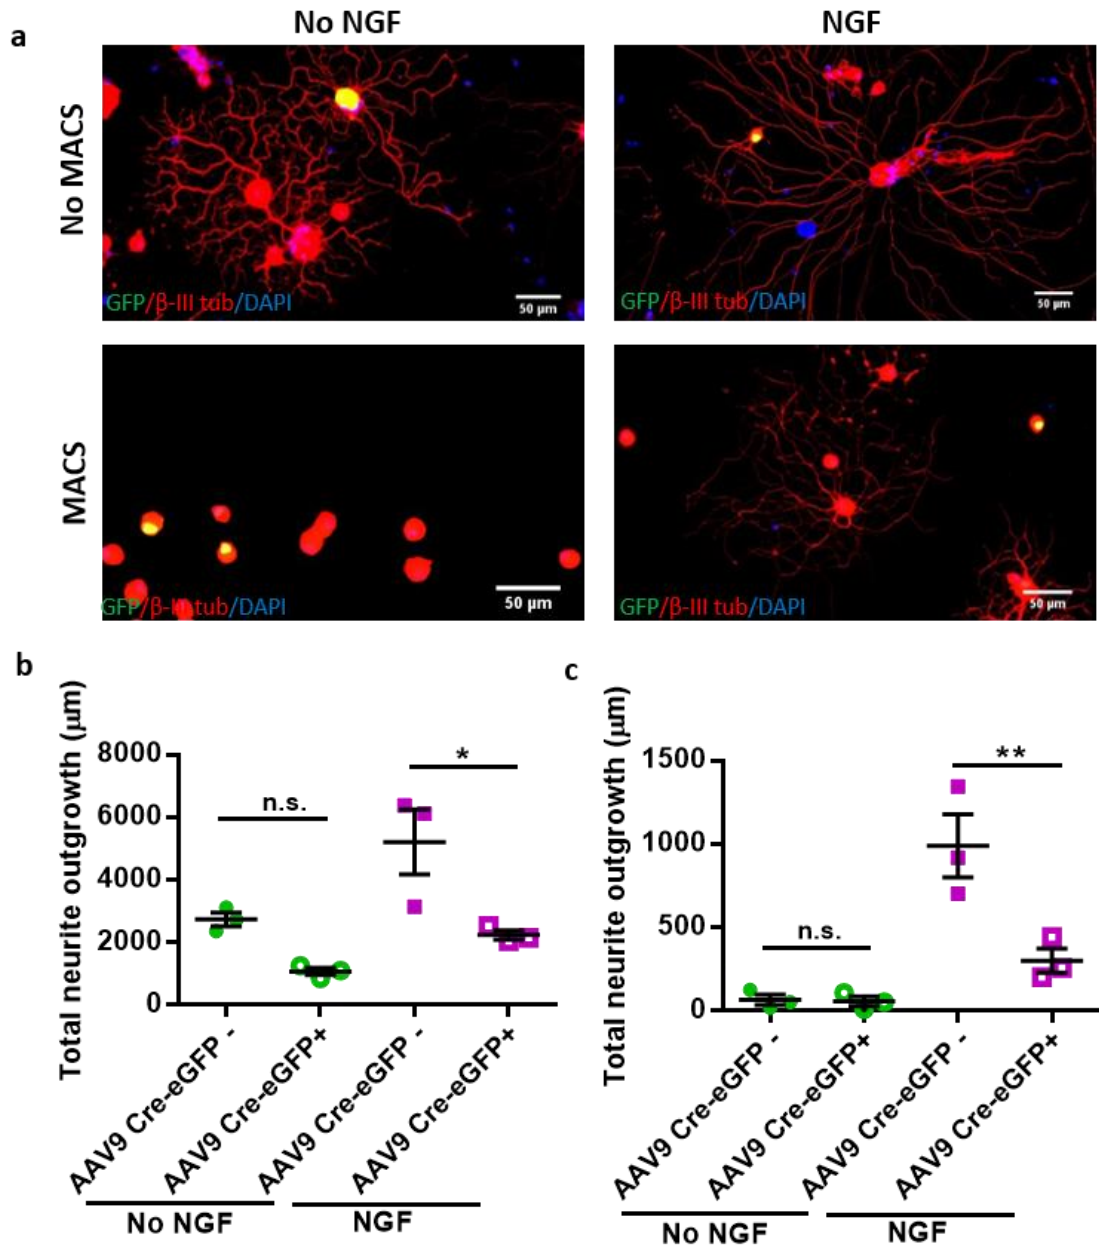 a
No NGF
NGF
No MACS
GFP/β-III tub/DAPI
50 µm
GFP/β-III tub/DAPI
50 µm
MACS
GFP/β-III tub/DAPI
50 µm
GFP/β-III tub/DAPI
50 µm
b
Total neurite outgrowth (µm)
8000
6000
4000
2000
0
n.s.
*
AAV9 Cre-eGFP -
AAV9 Cre-eGFP+
AAV9 Cre-eGFP -
AAV9 Cre-eGFP+
No NGF
NGF
c
Total neurite outgrowth (µm)
1500
1000
500
0
n.s.
**
AAV9 Cre-eGFP -
AAV9 Cre-eGFP+
AAV9 Cre-eGFP -
AAV9 Cre-eGFP+
No NGF
NGF